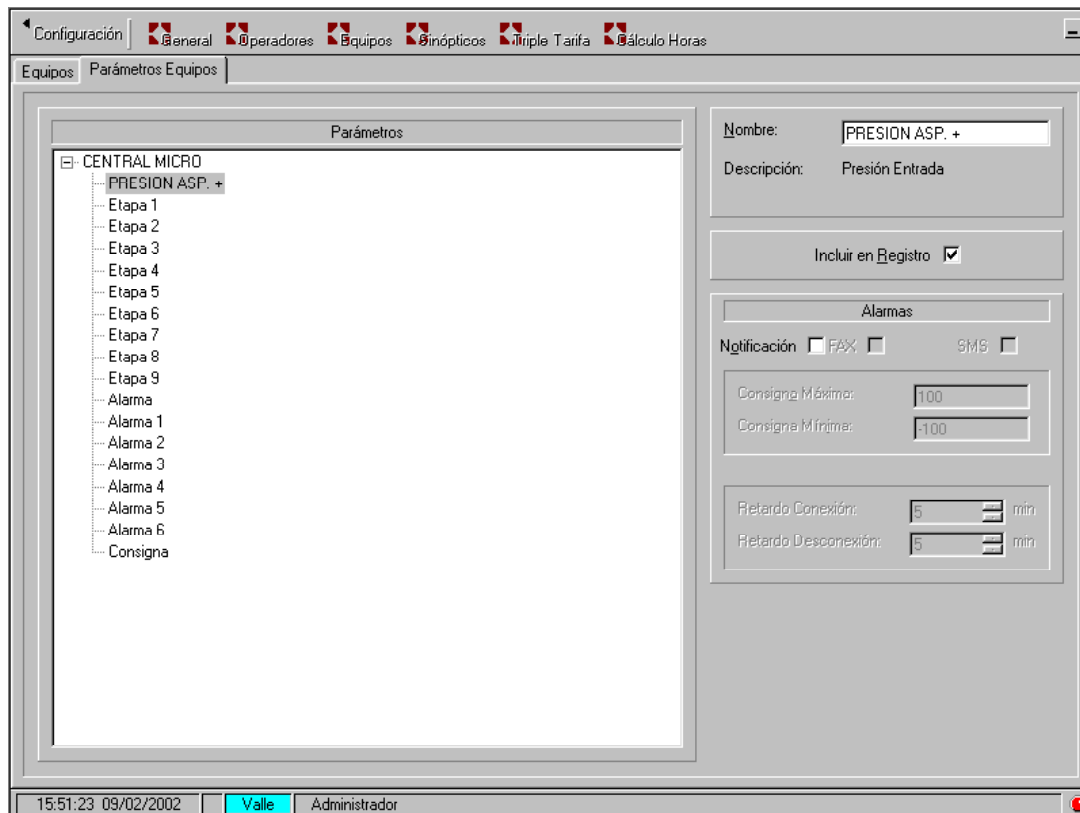 Configuración General Operadores Equipos Sinópticos Triple Tarifa Cálculo Horas
Equipos Parámetros Equipos
Parámetros
CENTRAL MICRO
PRESION ASP. +
Etapa 1
Etapa 2
Etapa 3
Etapa 4
Etapa 5
Etapa 6
Etapa 7
Etapa 8
Etapa 9
Alarma
Alarma 1
Alarma 2
Alarma 3
Alarma 4
Alarma 5
Alarma 6
Consigna
Nombre: PRESION ASP. +
Descripción: Presión Entrada
Incluir en Registro
Alarmas
Notificación FAX SMS
Consigna Máxima: 100
Consigna Mínima: -100
Retardo Conexión: 5 min
Retardo Desconexión: 5 min
15:51:23 09/02/2002 Valle Administrador